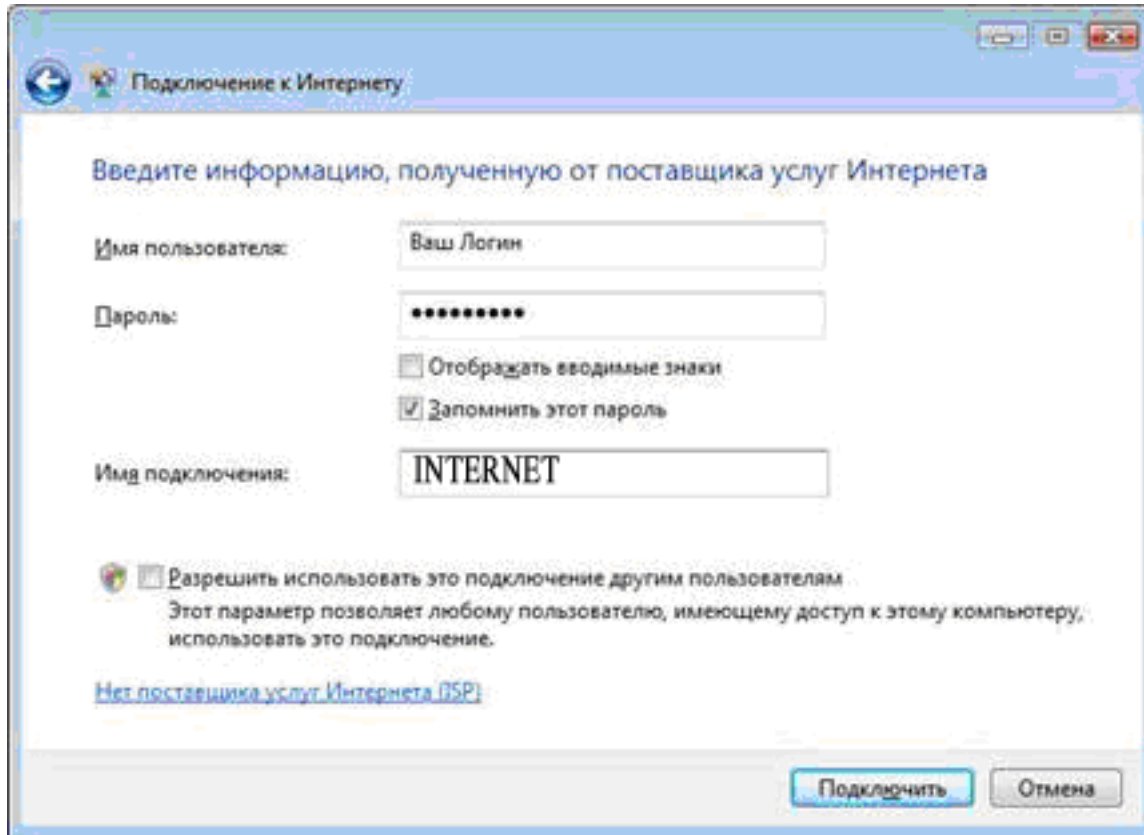 Подключение к Интернету
Введите информацию, полученную от поставщика услуг Интернета
Имя пользователя: Ваш Логин
Пароль: •••••••••
Отображать вводимые знаки
Запомнить этот пароль
Имя подключения: INTERNET
Разрешить использовать это подключение другим пользователям
Этот параметр позволяет любому пользователю, имеющему доступ к этому компьютеру,
использовать это подключение.
Нет поставщика услуг Интернета (ISP)
Подключить Отмена